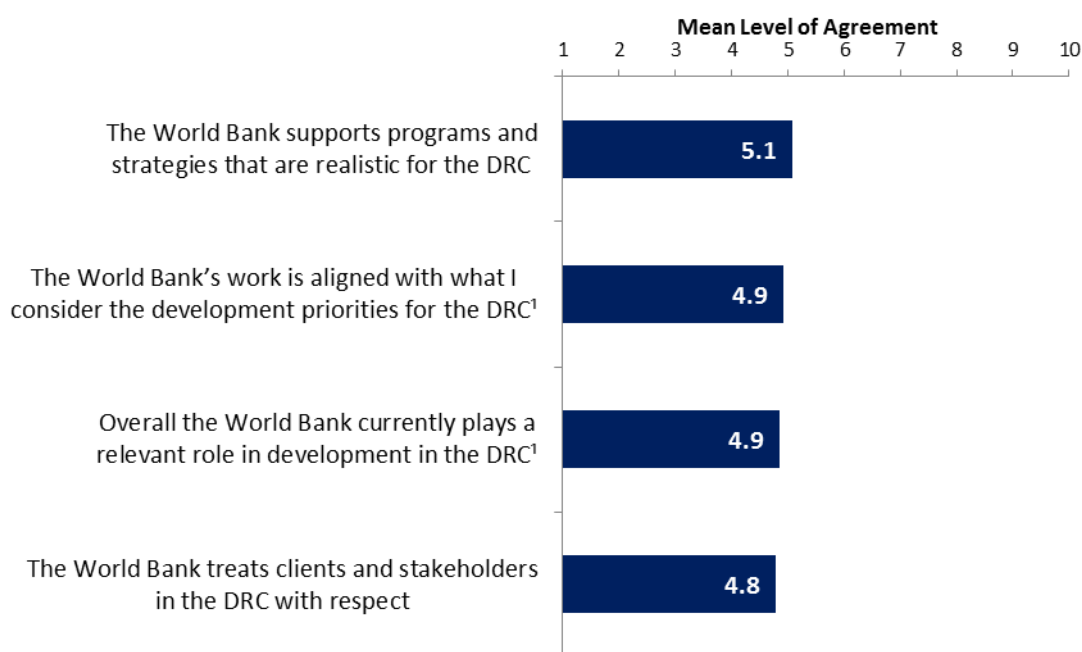 Mean Level of Agreement
1 2 3 4 5 6 7 8 9 10
The World Bank supports programs and
strategies that are realistic for the DRC
5.1
The World Bank’s work is aligned with what I
consider the development priorities for the DRC¹
4.9
Overall the World Bank currently plays a
relevant role in development in the DRC¹
4.9
The World Bank treats clients and stakeholders
in the DRC with respect
4.8